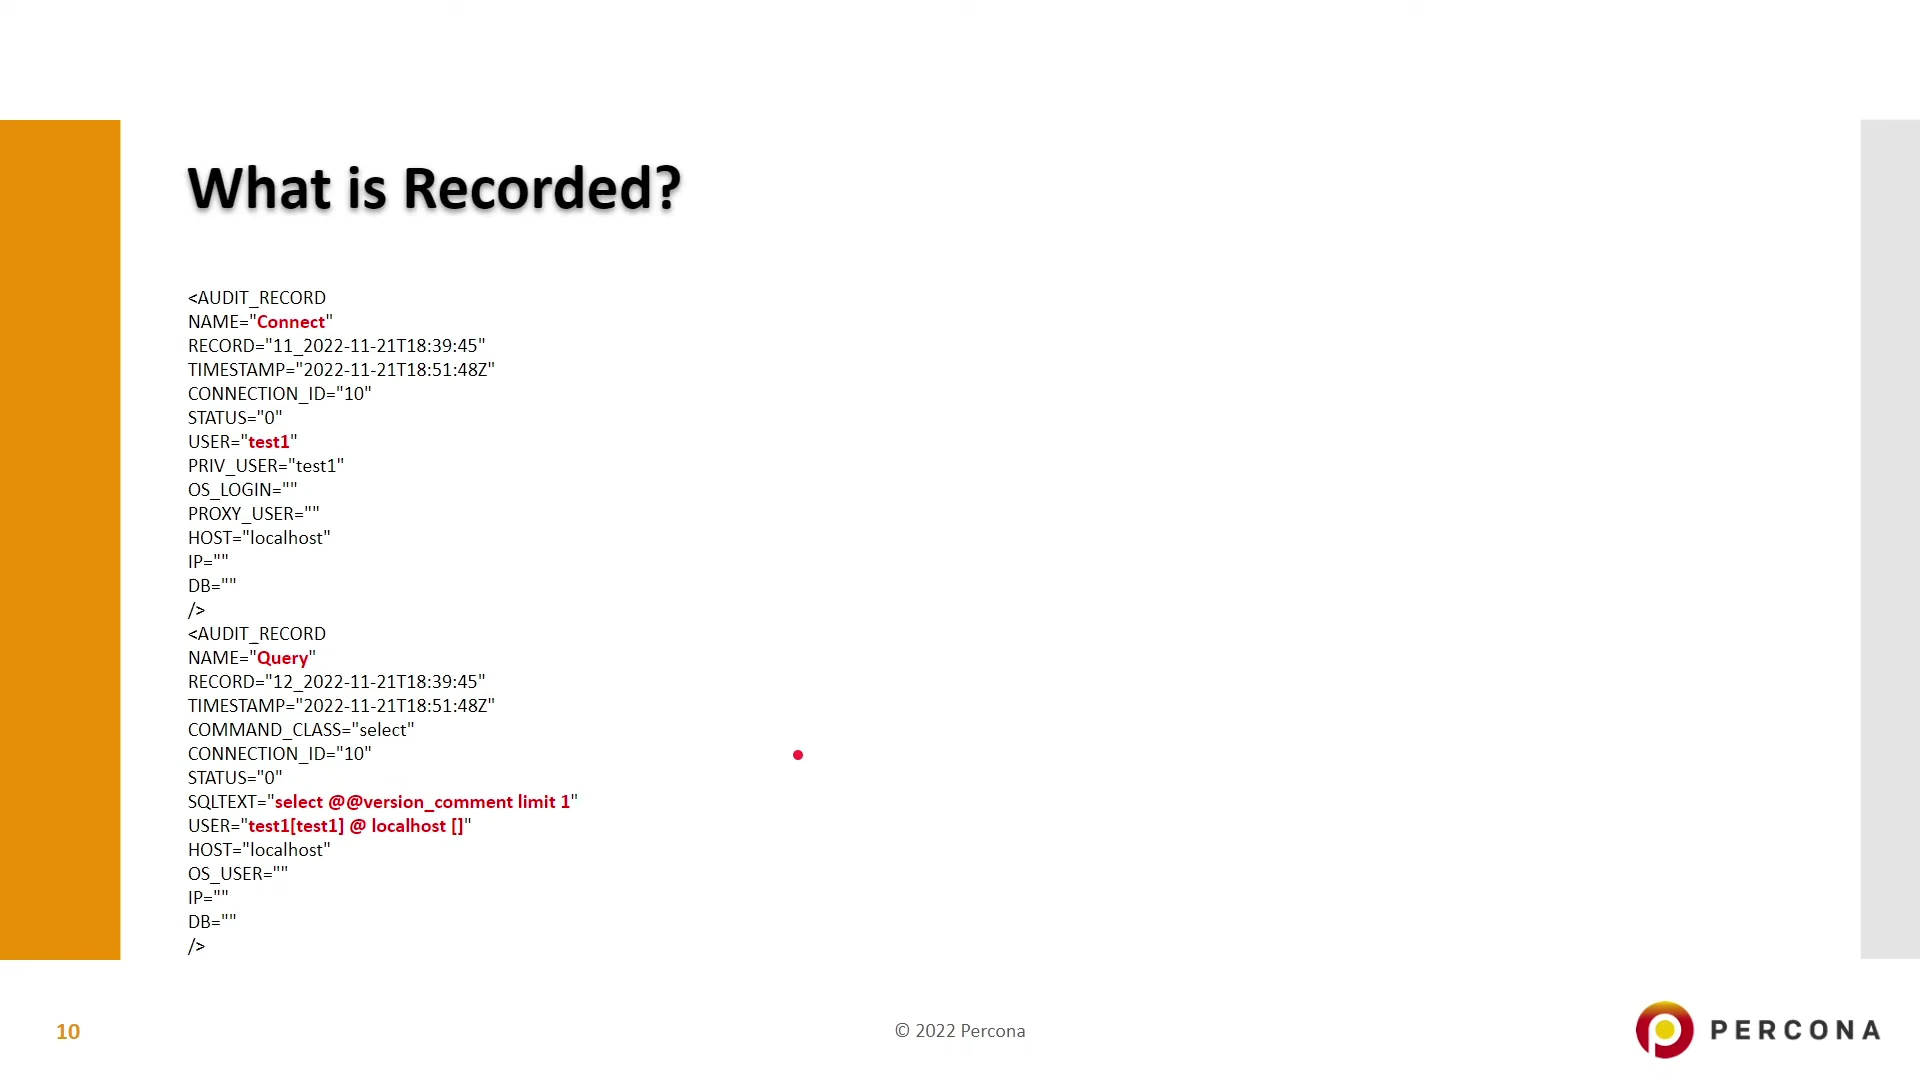 What is Recorded?
<AUDIT_RECORD
NAME="Connect"
RECORD="11_2022-11-21T18:39:45"
TIMESTAMP="2022-11-21T18:51:48Z"
CONNECTION_ID="10"
STATUS="0"
USER="test1"
PRIV_USER="test1"
OS_LOGIN=""
PROXY_USER=""
HOST="localhost"
IP=""
DB=""
/>
<AUDIT_RECORD
NAME="Query"
RECORD="12_2022-11-21T18:39:45"
TIMESTAMP="2022-11-21T18:51:48Z"
COMMAND_CLASS="select"
CONNECTION_ID="10"
STATUS="0"
SQLTEXT="select @@version_comment limit 1"
USER="test1[test1] @ localhost []"
HOST="localhost"
OS_USER=""
IP=""
DB=""
/>
10
© 2022 Percona
PERCONA